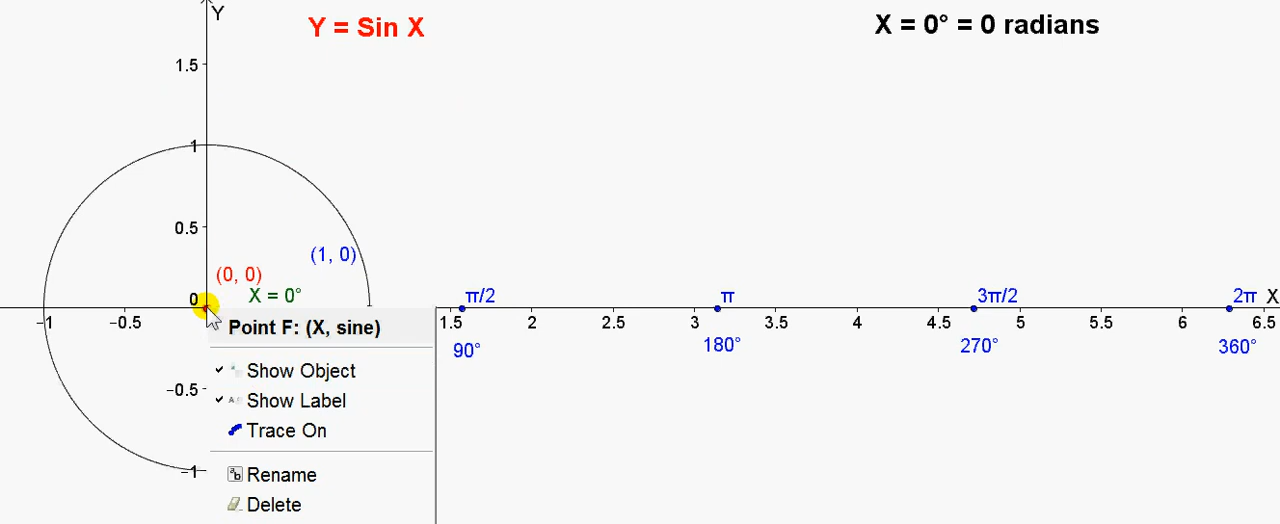 Y
Y = Sin X
X = 0° = 0 radians
1.5
1
0.5
(1, 0)
(0, 0)
X = 0°
0
π/2
π
3π/2
2π
X
−1
−0.5
1.5
2
2.5
3
3.5
4
4.5
5
5.5
6
6.5
90°
180°
270°
360°
Point F: (X, sine)
Show Object
−0.5
Show Label
Trace On
−1
Rename
Delete